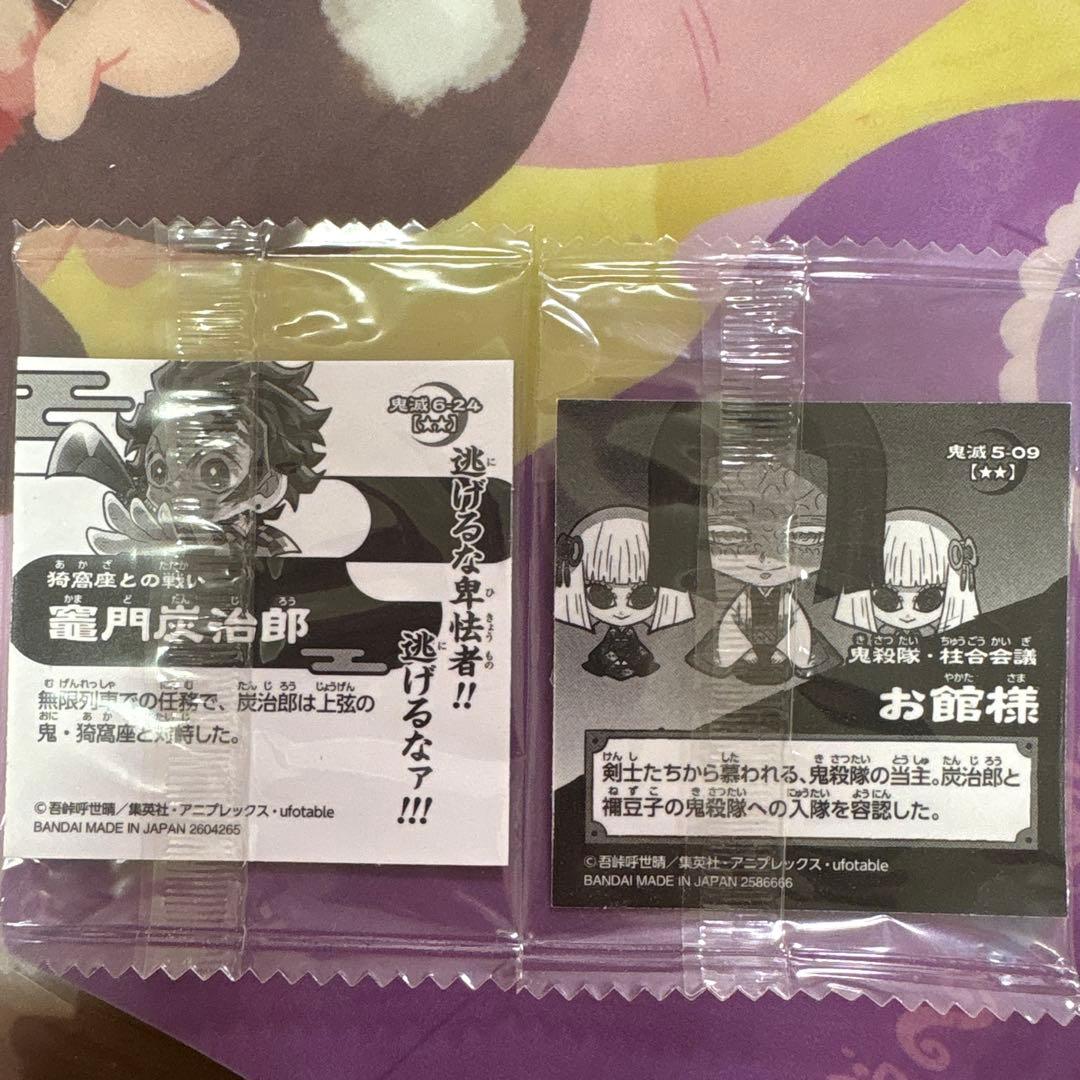 鬼滅6-24
【★★】
逃げるな卑怯者!!
逃げるなァ!!!
猗窩座との戦い
竈門炭治郎
無限列車での任務で、炭治郎は上弦の
鬼・猗窩座と対峙した。
©吾峠呼世晴／集英社・アニプレックス・ufotable
BANDAI MADE IN JAPAN 2604265
鬼滅5-09
【★★】
鬼殺隊・柱合会議
お館様
剣士たちから慕われる、鬼殺隊の当主。炭治郎と
禰豆子の鬼殺隊への入隊を容認した。
©吾峠呼世晴／集英社・アニプレックス・ufotable
BANDAI MADE IN JAPAN 2586666